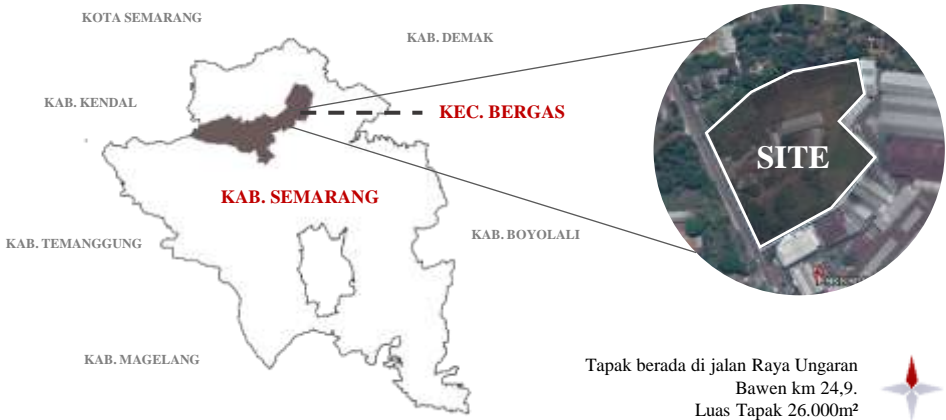 KOTA SEMARANG
KAB. DEMAK
KAB. KENDAL
KEC. BERGAS
SITE
KAB. SEMARANG
KAB. TEMANGGUNG
KAB. BOYOLALI
KAB. MAGELANG
Tapak berada di jalan Raya Ungaran
Bawen km 24,9.
Luas Tapak 26.000m²